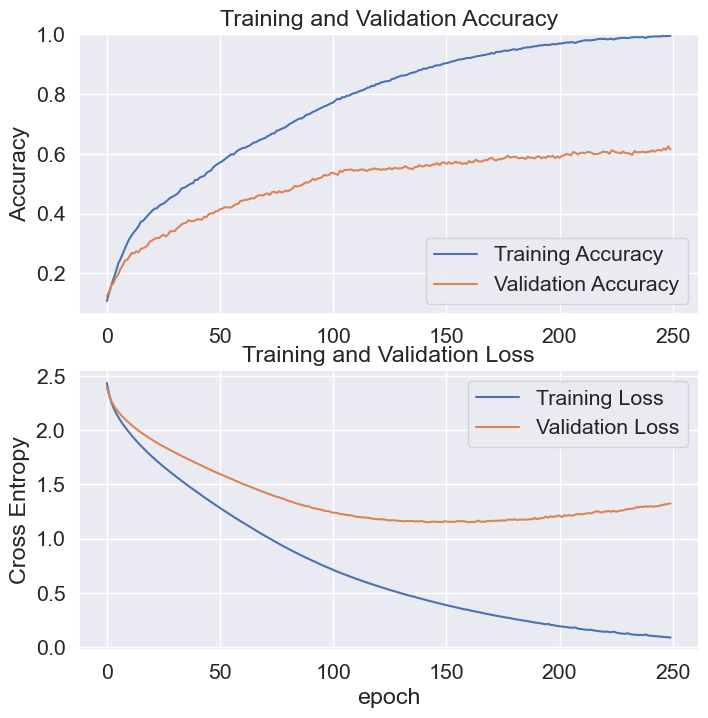 Training and Validation Accuracy
1.0
0.8
0.6
0.4
0.2
Accuracy
Training Accuracy
Validation Accuracy
0 50 100 150 200 250
Training and Validation Loss
2.5
2.0
1.5
1.0
0.5
0.0
Cross Entropy
Training Loss
Validation Loss
0 50 100 150 200 250
epoch